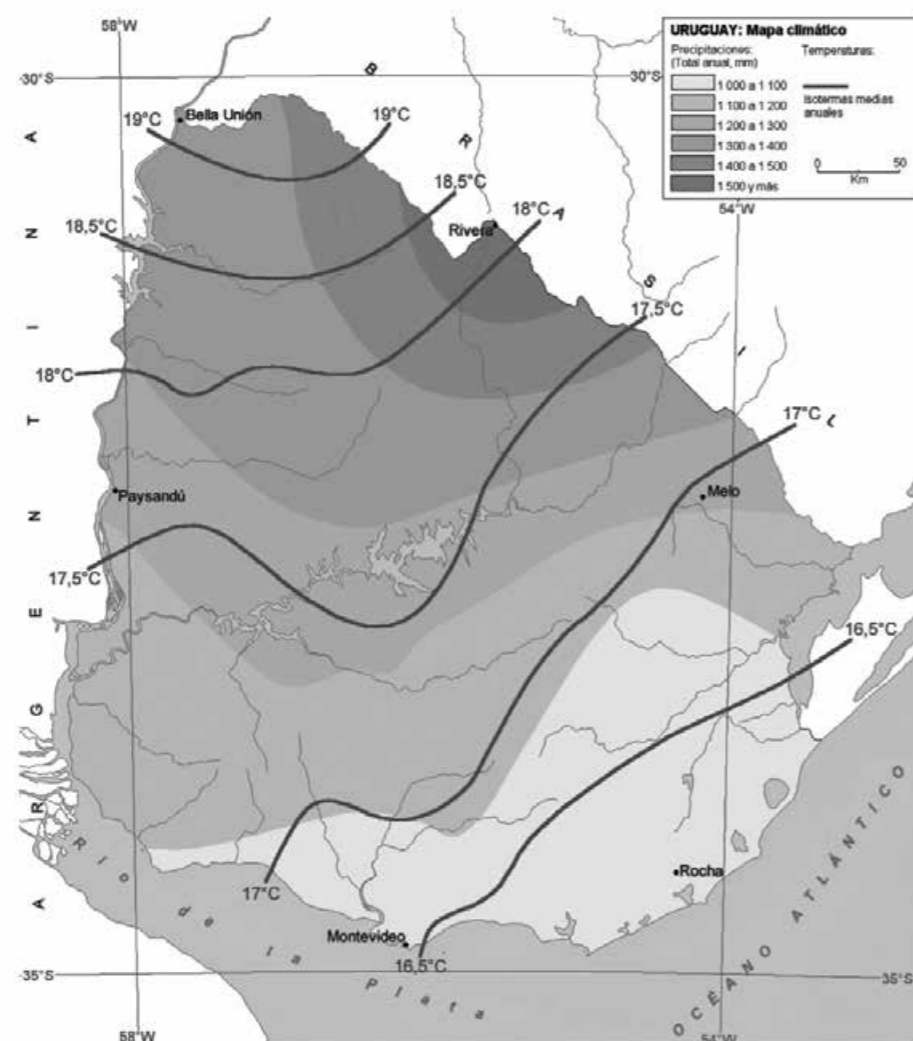 58°W
URUGUAY: Mapa climático
Precipitaciones:
(Total anual, mm)
Temperaturas:
1 000 a 1 100
1 100 a 1 200
1 200 a 1 300
1 300 a 1 400
1 400 a 1 500
1 500 y más
Isotermas medias
anuales
0 50
Km
30°S
30°S
54°W
BRASIL
ARGENTINA
Bella Unión
19°C
19°C
18,5°C
18,5°C
Rivera
18°C
17,5°C
18°C
17°C
Paysandú
Melo
17,5°C
16,5°C
17°C
Rocha
Montevideo
16,5°C
Río de la Plata
OCÉANO ATLÁNTICO
35°S
35°S
58°W
54°W